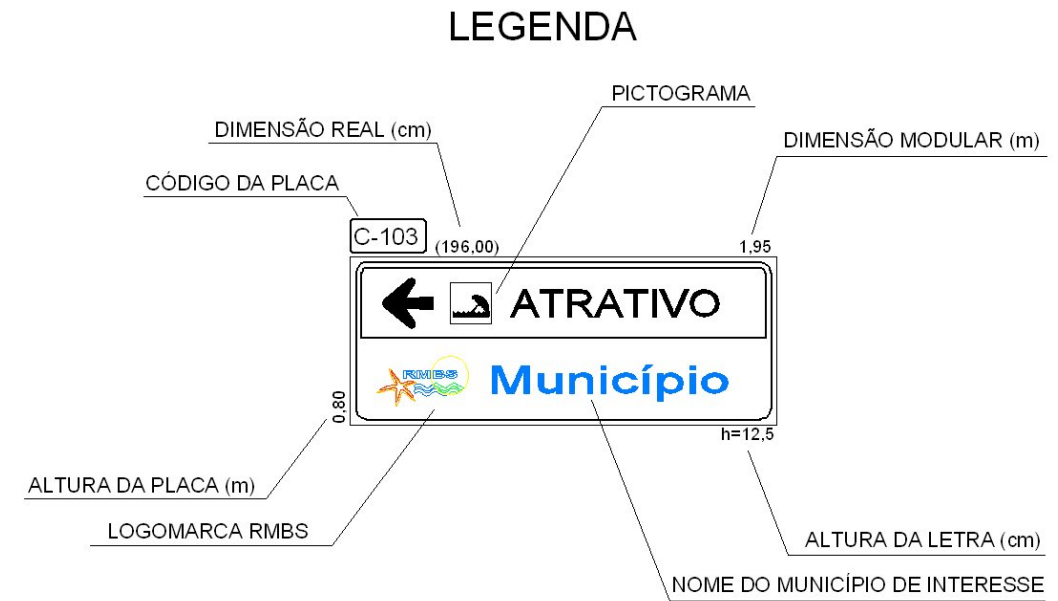 LEGENDA
PICTOGRAMA
DIMENSÃO REAL (cm)
DIMENSÃO MODULAR (m)
CÓDIGO DA PLACA
C-103
(196,00)
1,95
ATRATIVO
RMBS
Município
0,80
h=12,5
ALTURA DA PLACA (m)
LOGOMARCA RMBS
ALTURA DA LETRA (cm)
NOME DO MUNICÍPIO DE INTERESSE